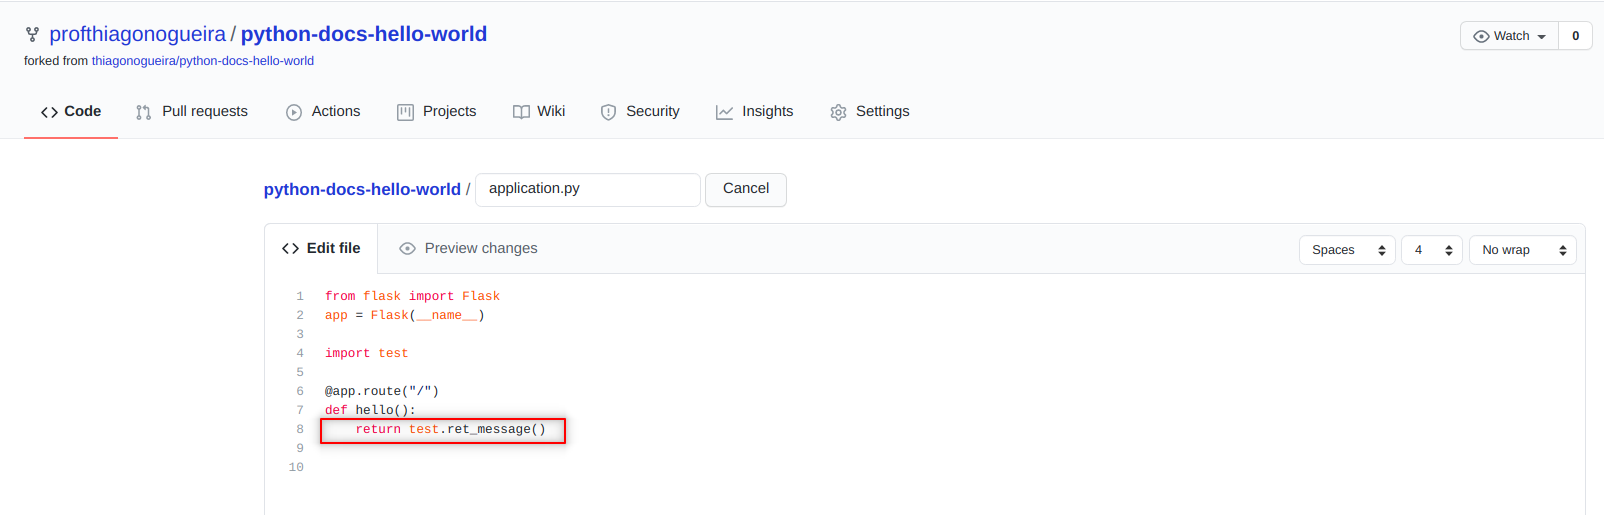 profthiagonogueira / python-docs-hello-world
Watch 0
forked from thiagonogueira/python-docs-hello-world
Code Pull requests Actions Projects Wiki Security Insights Settings
python-docs-hello-world / application.py Cancel
Edit file Preview changes Spaces 4 No wrap
1 from flask import Flask
2 app = Flask(__name__)
3
4 import test
5
6 @app.route("/")
7 def hello():
8     return test.ret_message()
9
10